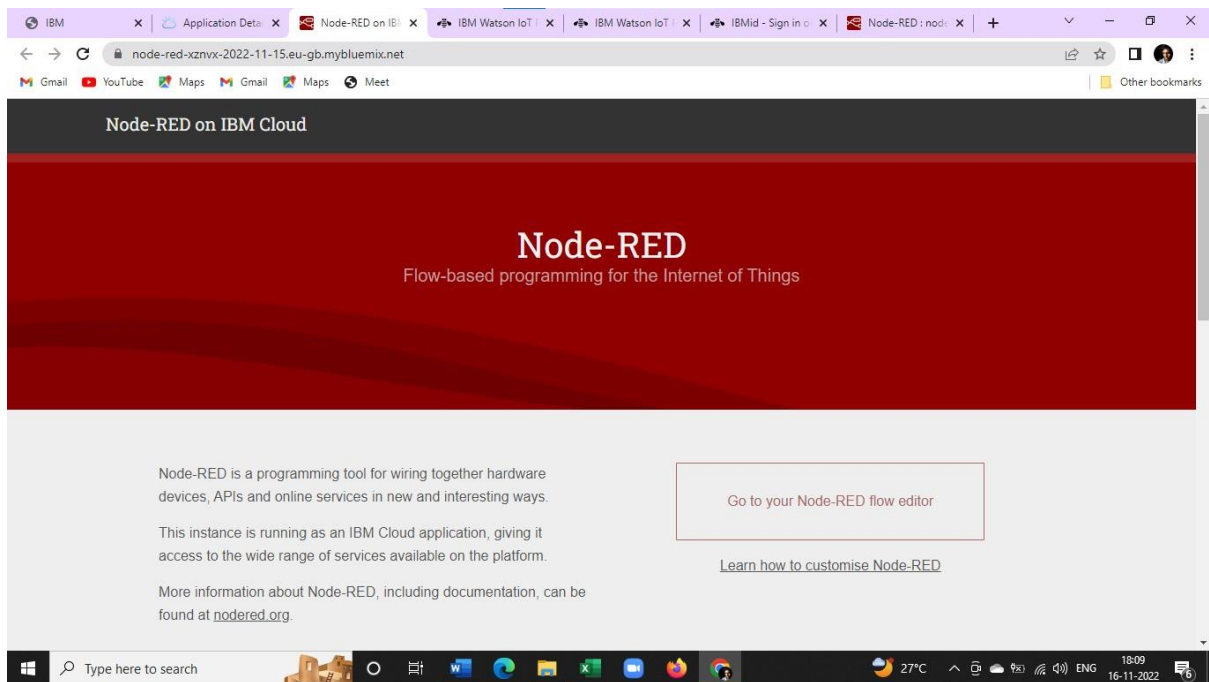 IBM
Application Deta
Node-RED on IB
IBM Watson IoT
IBM Watson IoT
IBMid - Sign in o
Node-RED : node
node-red-xznvx-2022-11-15.eu-gb.mybluemix.net
Gmail YouTube Maps Gmail Maps Meet Other bookmarks
Node-RED on IBM Cloud
Node-RED
Flow-based programming for the Internet of Things
Node-RED is a programming tool for wiring together hardware
devices, APIs and online services in new and interesting ways.
This instance is running as an IBM Cloud application, giving it
access to the wide range of services available on the platform.
More information about Node-RED, including documentation, can be
found at nodered.org.
Go to your Node-RED flow editor
Learn how to customise Node-RED
Type here to search
27°C
ENG
18:09
16-11-2022
6